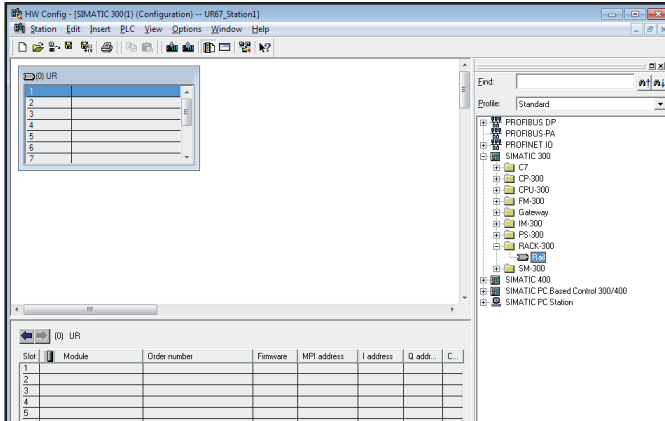 HW Config - [SIMATIC 300(1) (Configuration) -- UR67_Station1]
Station Edit Insert PLC View Options Window Help
(0) UR
1
2
3
4
5
6
7
Find:
Profile: Standard
PROFIBUS DP
PROFIBUS-PA
PROFINET IO
SIMATIC 300
C7
CP-300
CPU-300
FM-300
Gateway
IM-300
PS-300
RACK-300
Rail
SM-300
SIMATIC 400
SIMATIC PC Based Control 300/400
SIMATIC PC Station
(0) UR
Slot Module Order number Firmware MPI address I address Q addr... C...
1
2
3
4
5